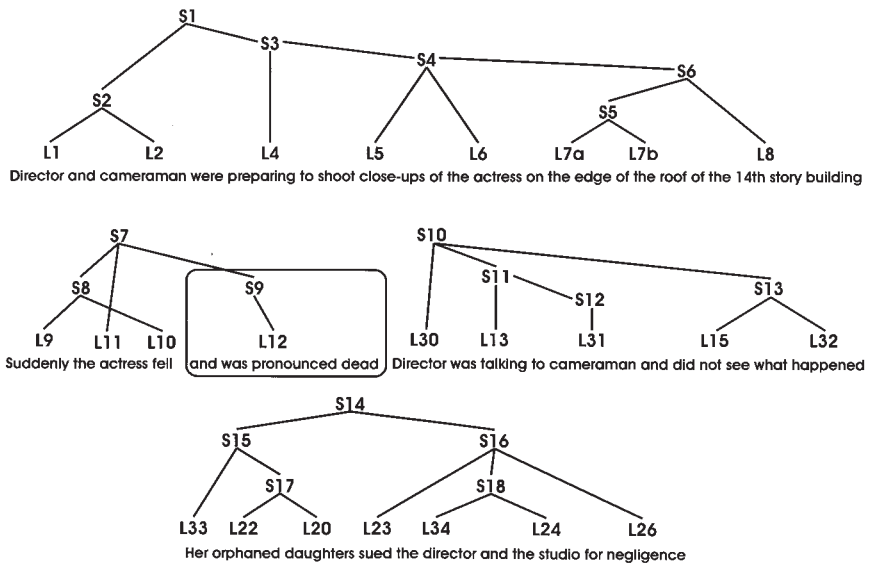 S1
S3
S4
S6
S2
S5
L1 L2 L4 L5 L6 L7a L7b L8
Director and cameraman were preparing to shoot close-ups of the actress on the edge of the roof of the 14th story building
S7 S10
S8 S9 S11 S13
S12
L9 L11 L10 L12 L30 L13 L31 L15 L32
Suddenly the actress fell and was pronounced dead Director was talking to cameraman and did not see what happened
S14
S15 S16
S17 S18
L33 L22 L20 L23 L34 L24 L26
Her orphaned daughters sued the director and the studio for negligence